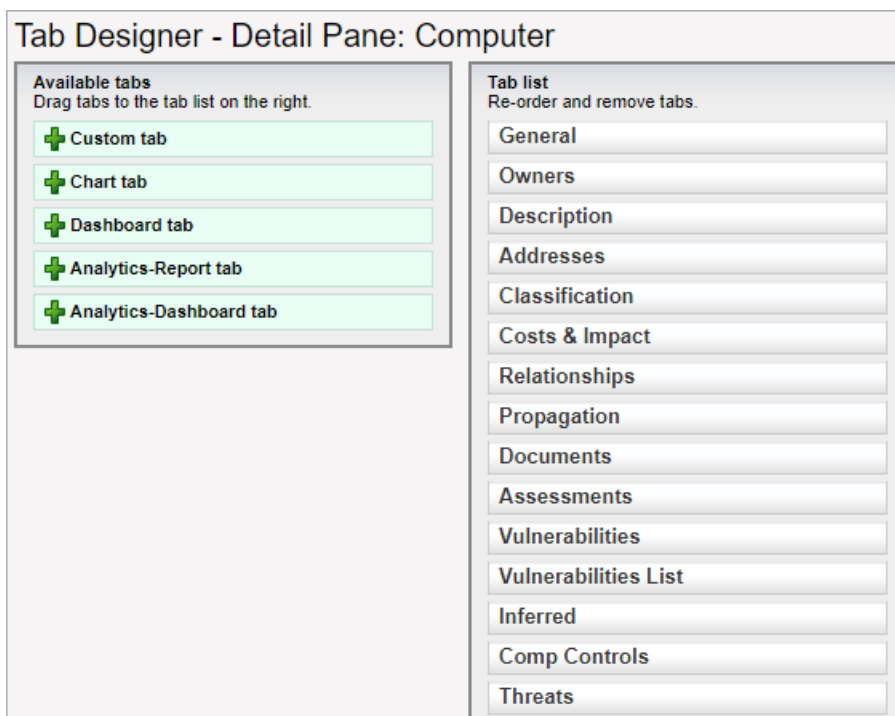 Tab Designer - Detail Pane: Computer
Available tabs
Drag tabs to the tab list on the right.
Custom tab
Chart tab
Dashboard tab
Analytics-Report tab
Analytics-Dashboard tab
Tab list
Re-order and remove tabs.
General
Owners
Description
Addresses
Classification
Costs & Impact
Relationships
Propagation
Documents
Assessments
Vulnerabilities
Vulnerabilities List
Inferred
Comp Controls
Threats